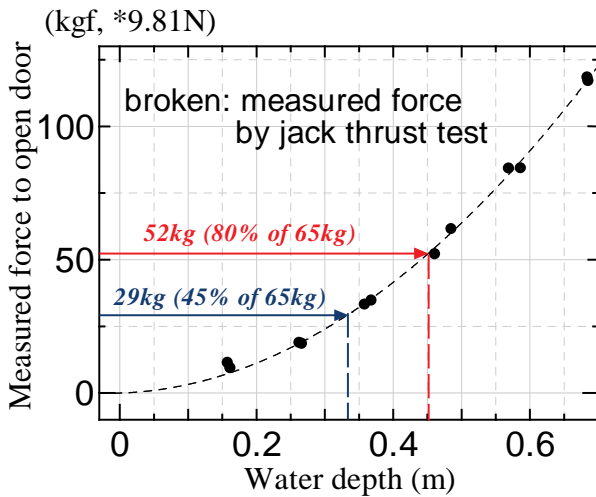 (kgf, *9.81N)
Measured force to open door
broken: measured force
by jack thrust test
100
50
0
52kg (80% of 65kg)
29kg (45% of 65kg)
0 0.2 0.4 0.6
Water depth (m)